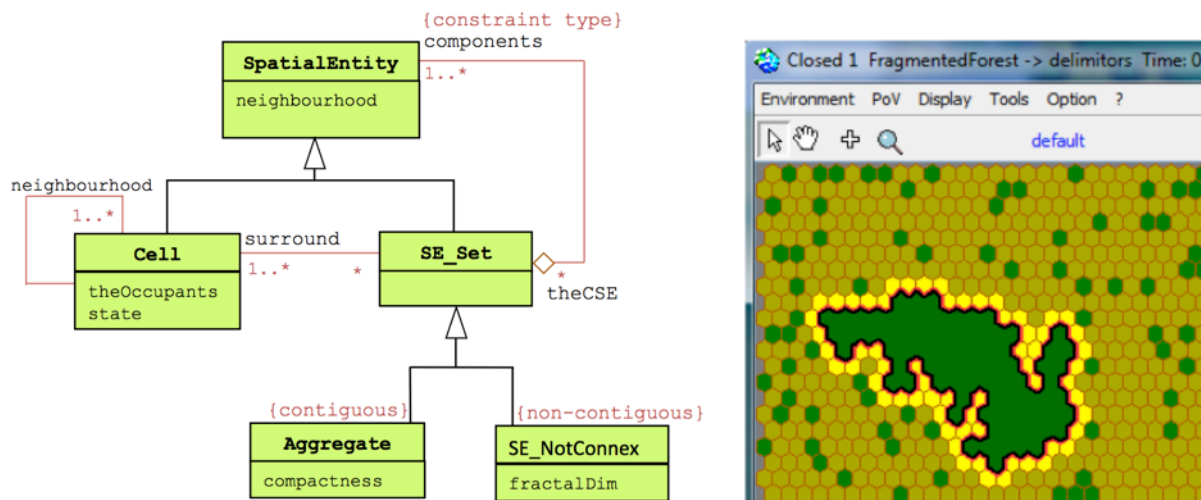 {constraint type}
components
1..*
SpatialEntity
neighbourhood
neighbourhood
1..*
Cell
theOccupants
state
surround
1..*
*
SE_Set
*
theCSE
{contiguous}
{non-contiguous}
Aggregate
compactness
SE_NotConnex
fractalDim
Closed 1 FragmentedForest -> delimitors Time: 0
Environment PoV Display Tools Option ?
default